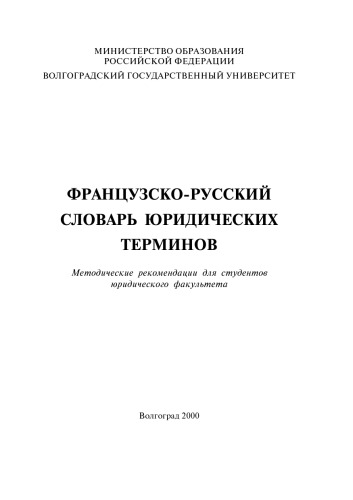 МИНИСТЕРСТВО ОБРАЗОВАНИЯ
РОССИЙСКОЙ ФЕДЕРАЦИИ
ВОЛГОГРАДСКИЙ ГОСУДАРСТВЕННЫЙ УНИВЕРСИТЕТ
ФРАНЦУЗСКО-РУССКИЙ
СЛОВАРЬ ЮРИДИЧЕСКИХ
ТЕРМИНОВ
Методические рекомендации для студентов
юридического факультета
Волгоград 2000